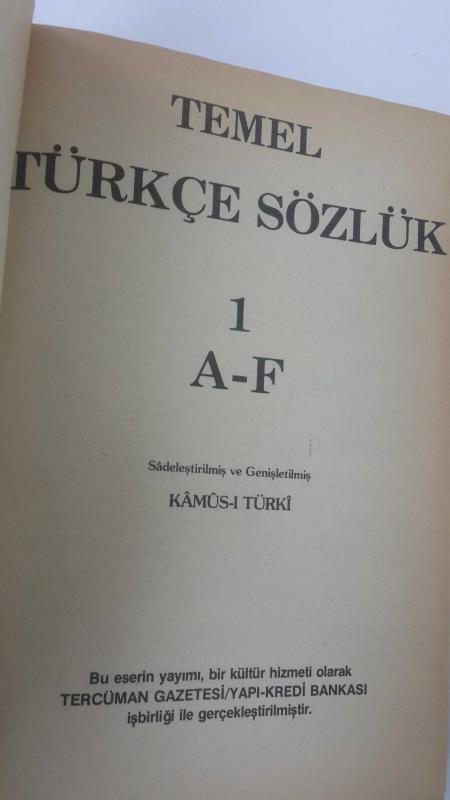 TEMEL
TÜRKÇE SÖZLÜK
1
A-F
Sâdeleştirilmiş ve Genişletilmiş
KÂMÛS-I TÜRKÎ
Bu eserin yayımı, bir kültür hizmeti olarak
TERCÜMAN GAZETESİ/YAPI-KREDİ BANKASI
işbirliği ile gerçekleştirilmiştir.